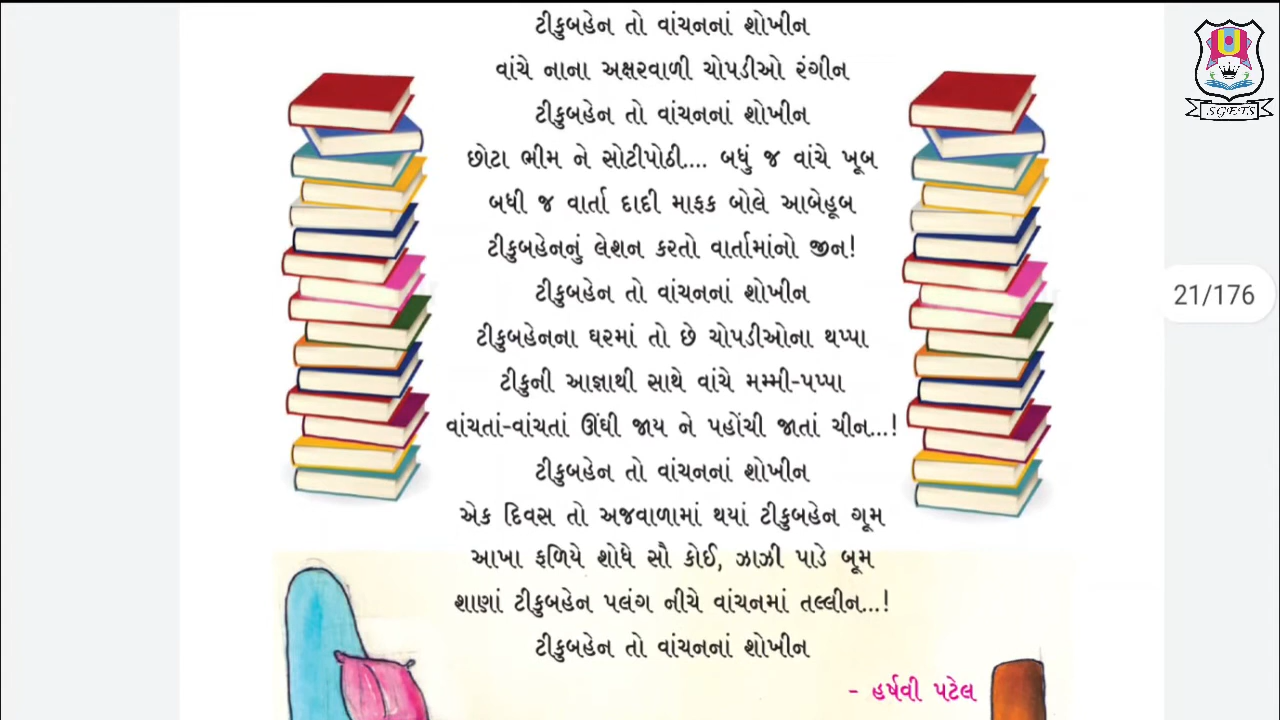 ટીકુબહેન તો વાંચનનાં શોખીન
વાંચે નાના અક્ષરવાળી ચોપડીઓ રંગીન
ટીકુબહેન તો વાંચનનાં શોખીન
છોટા ભીમ ને સોટીપોઠી.... બધું જ વાંચે ખૂબ
બધી જ વાર્તા દાદી માફક બોલે આબેહૂબ
ટીકુબહેનનું લેશન કરતો વાર્તામાંનો જીન!
ટીકુબહેન તો વાંચનનાં શોખીન
ટીકુબહેનના ઘરમાં તો છે ચોપડીઓના થપ્પા
ટીકુની આજ્ઞાથી સાથે વાંચે મમ્મી-પપ્પા
વાંચતાં-વાંચતાં ઊંઘી જાય ને પહોંચી જાતાં ચીન...!
ટીકુબહેન તો વાંચનનાં શોખીન
એક દિવસ તો અજવાળામાં થયાં ટીકુબહેન ગૂમ
આખા ફળિયે શોધે સૌ કોઈ, ઝાઝી પાડે બૂમ
શાણાં ટીકુબહેન પલંગ નીચે વાંચનમાં તલ્લીન...!
ટીકુબહેન તો વાંચનનાં શોખીન
- હર્ષવી પટેલ
21/176
SGETS